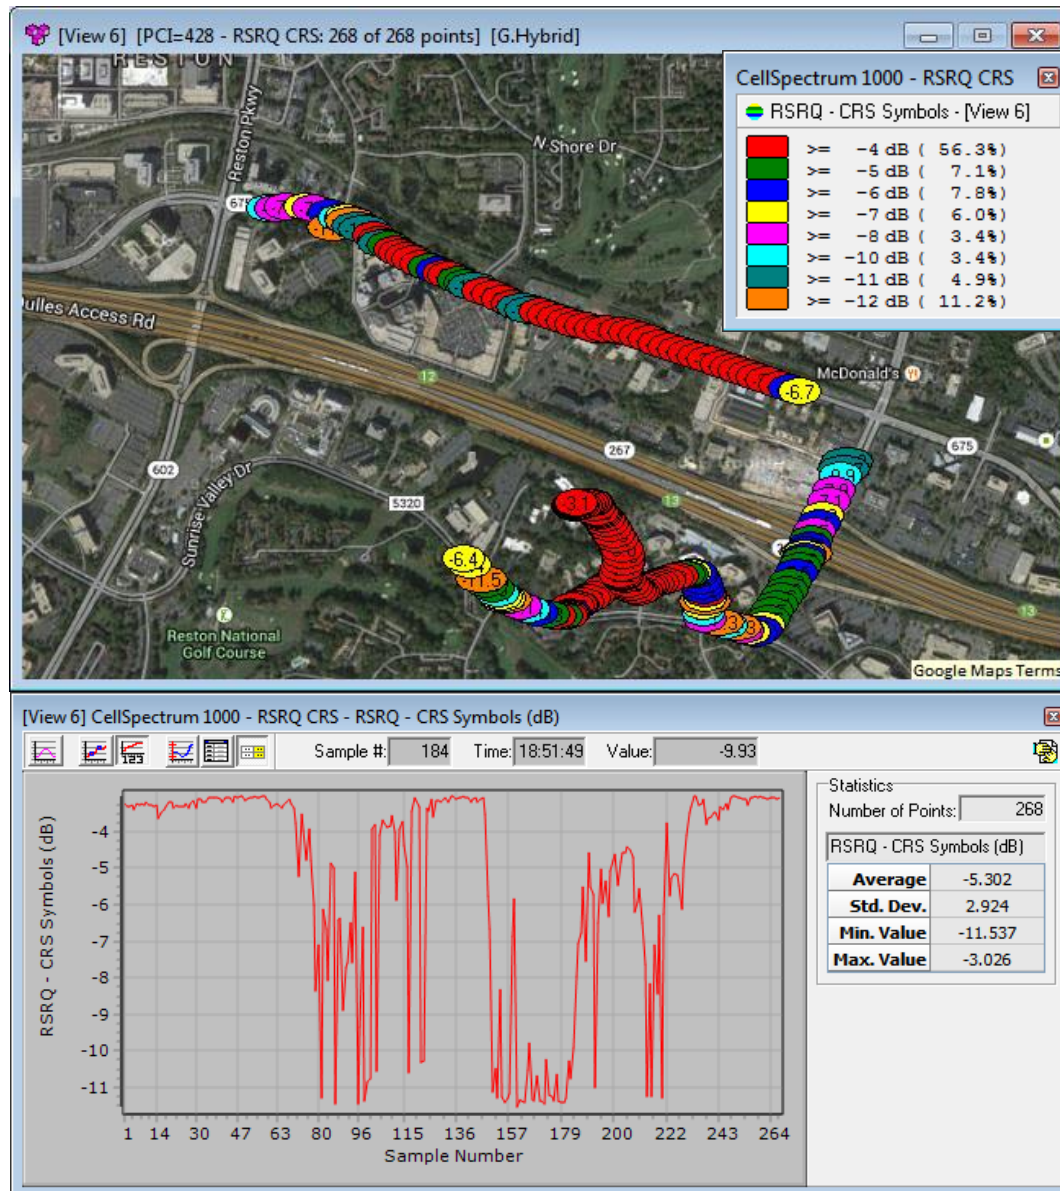 [View 6] [PCI=428 - RSRQ CRS: 268 of 268 points] [G.Hybrid]
RESTON
Reston Pkwy
N Shore Dr
CellSpectrum 1000 - RSRQ CRS
RSRQ - CRS Symbols - [View 6]
>= -4 dB ( 56.3%)
>= -5 dB ( 7.1%)
>= -6 dB ( 7.8%)
>= -7 dB ( 6.0%)
>= -8 dB ( 3.4%)
>= -10 dB ( 3.4%)
>= -11 dB ( 4.9%)
>= -12 dB ( 11.2%)
Dulles Access Rd
12
McDonald's
-6.7
675
602
267
Sunrise Valley Dr
5320
13
-3.1
-6.4
-11.5
13
Reston National
Golf Course
Google Maps Terms
[View 6] CellSpectrum 1000 - RSRQ CRS - RSRQ - CRS Symbols (dB)
123
Sample #: 184 Time: 18:51:49 Value: -9.93
RSRQ - CRS Symbols (dB)
-4
-5
-6
-7
-8
-9
-10
-11
1 14 30 47 63 80 96 115 136 157 179 200 222 243 264
Sample Number
Statistics
Number of Points: 268
RSRQ - CRS Symbols (dB)
Average -5.302
Std. Dev. 2.924
Min. Value -11.537
Max. Value -3.026